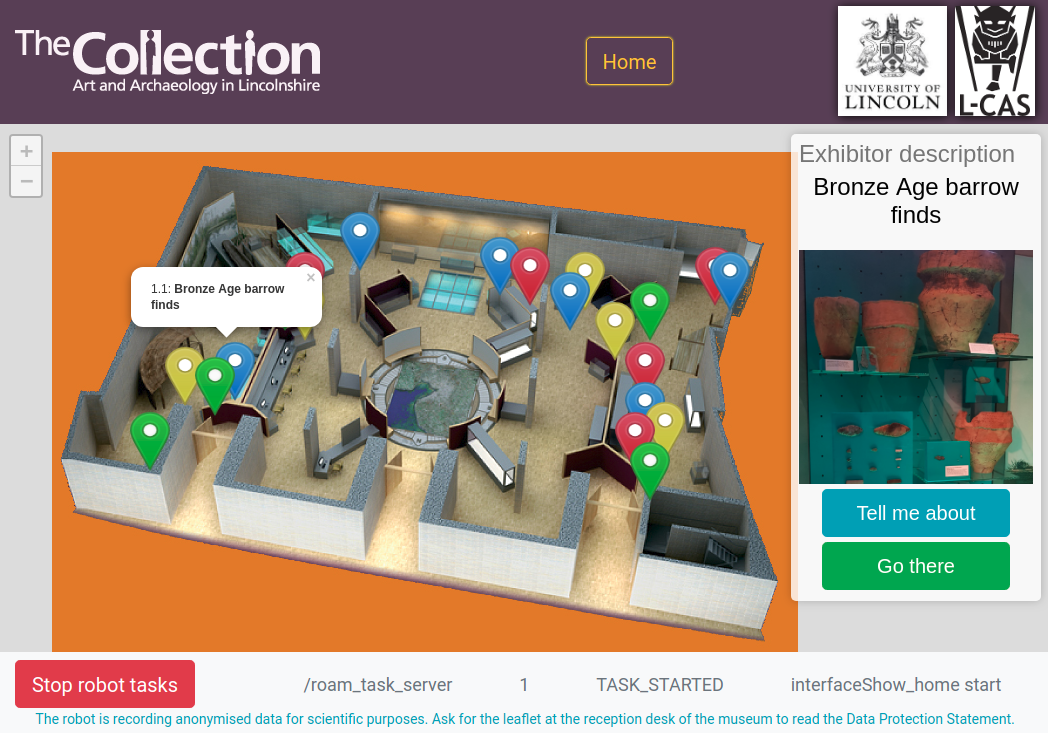 The Collection
Art and Archaeology in Lincolnshire
Home
UNIVERSITY OF
LINCOLN
L-CAS
+
−
Exhibitor description
Bronze Age barrow
finds
1.1: Bronze Age barrow
finds
×
Tell me about
Go there
Stop robot tasks
/roam_task_server
1
TASK_STARTED
interfaceShow_home start
The robot is recording anonymised data for scientific purposes. Ask for the leaflet at the reception desk of the museum to read the Data Protection Statement.